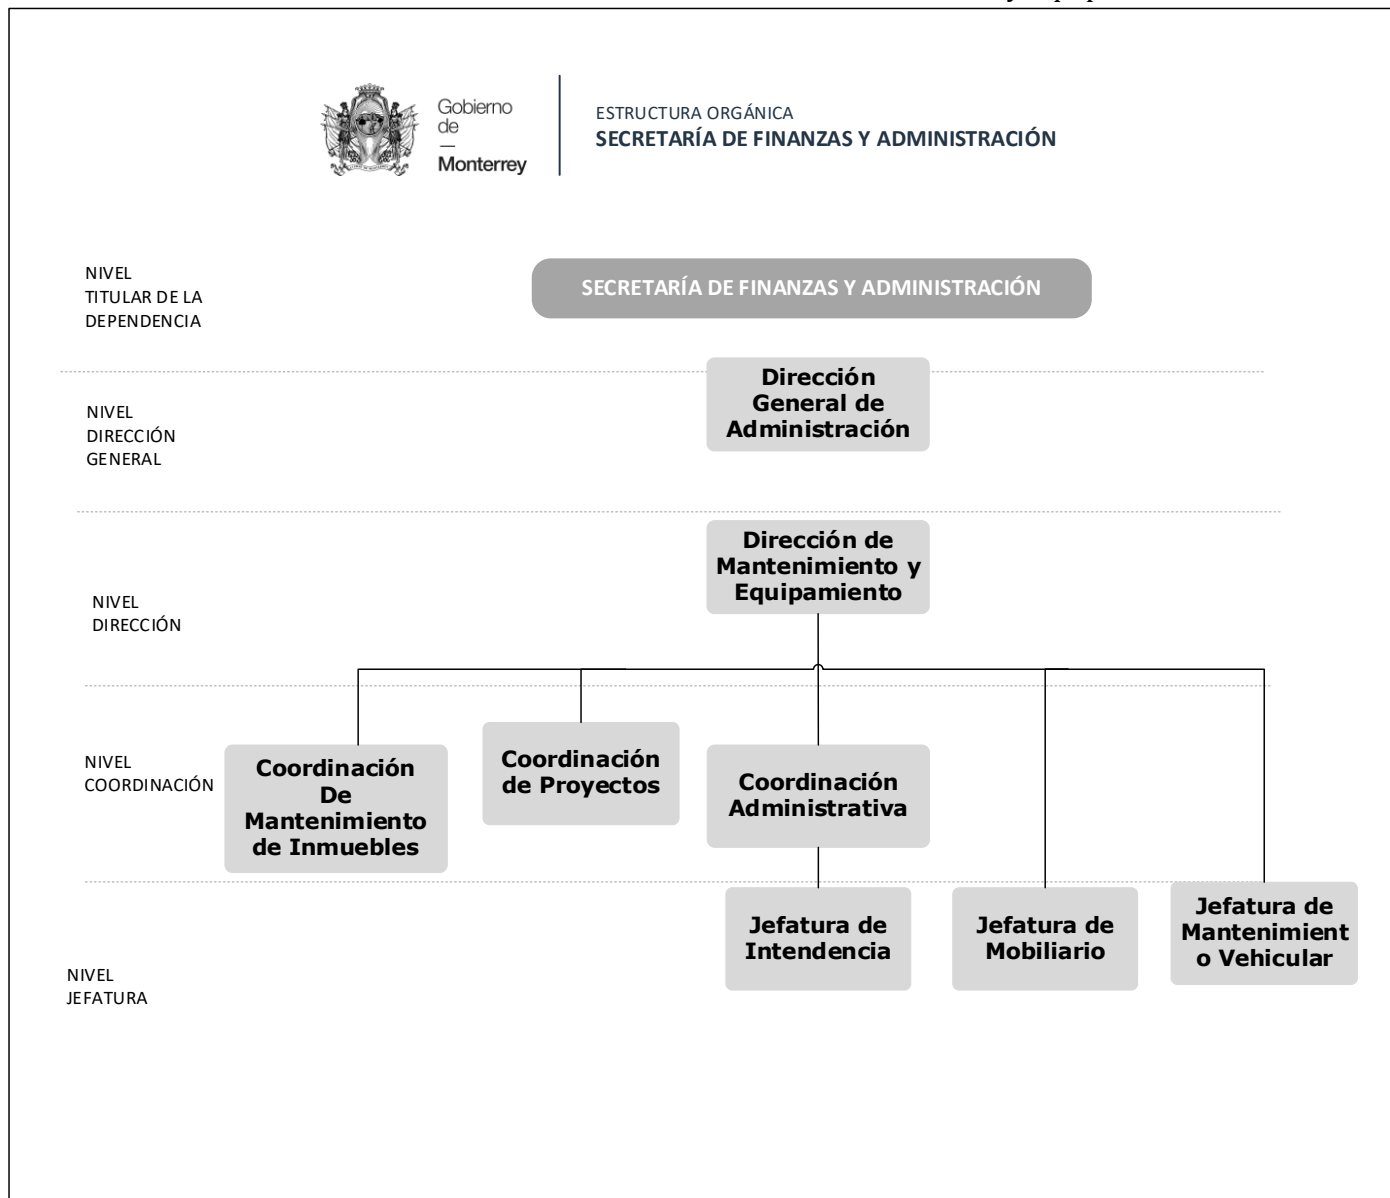 Gobierno
de
—
Monterrey
ESTRUCTURA ORGÁNICA
SECRETARÍA DE FINANZAS Y ADMINISTRACIÓN
NIVEL
TITULAR DE LA
DEPENDENCIA
SECRETARÍA DE FINANZAS Y ADMINISTRACIÓN
NIVEL
DIRECCIÓN
GENERAL
Dirección
General de
Administración
NIVEL
DIRECCIÓN
Dirección de
Mantenimiento y
Equipamiento
NIVEL
COORDINACIÓN
Coordinación
De
Mantenimiento
de Inmuebles
Coordinación
de Proyectos
Coordinación
Administrativa
NIVEL
JEFATURA
Jefatura de
Intendencia
Jefatura de
Mobiliario
Jefatura de
Mantenimient
o Vehicular